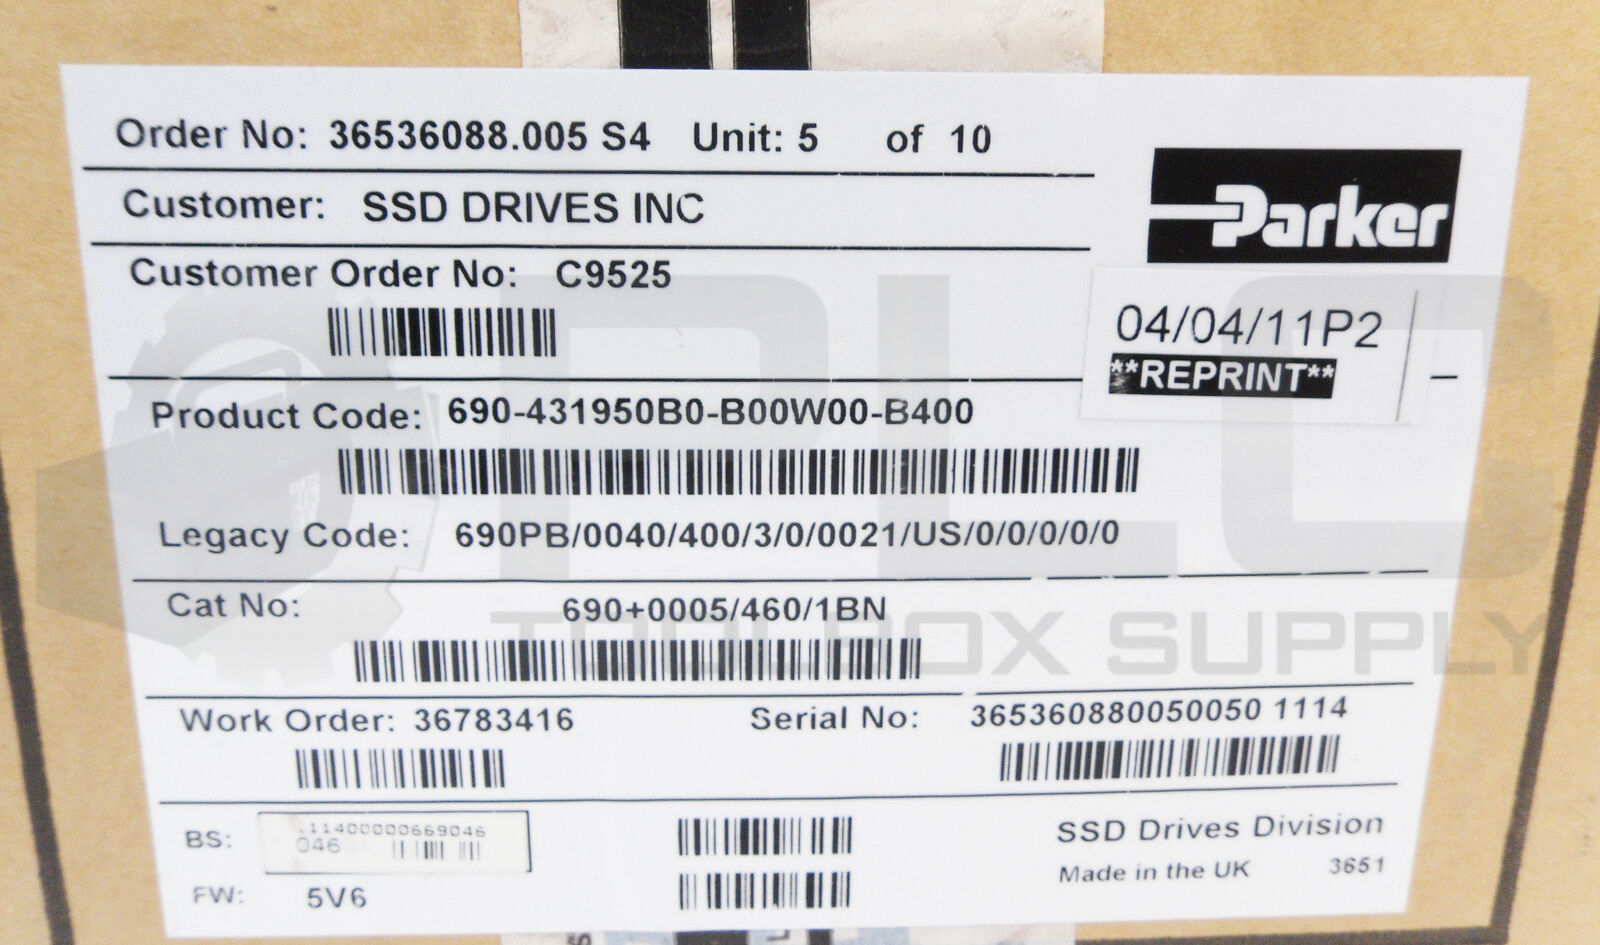 Order No: 36536088.005 S4 Unit: 5 of 10
Parker
Customer: SSD DRIVES INC
Customer Order No: C9525
04/04/11P2
**REPRINT**
Product Code: 690-431950B0-B00W00-B400
Legacy Code: 690PB/0040/400/3/0/0021/US/0/0/0/0/0
Cat No: 690+0005/460/1BN
Work Order: 36783416 Serial No: 365360880050050 1114
BS: 111400000669046
046
SSD Drives Division
Made in the UK 3651
FW: 5V6
PLC
TOOLBOX SUPPLY